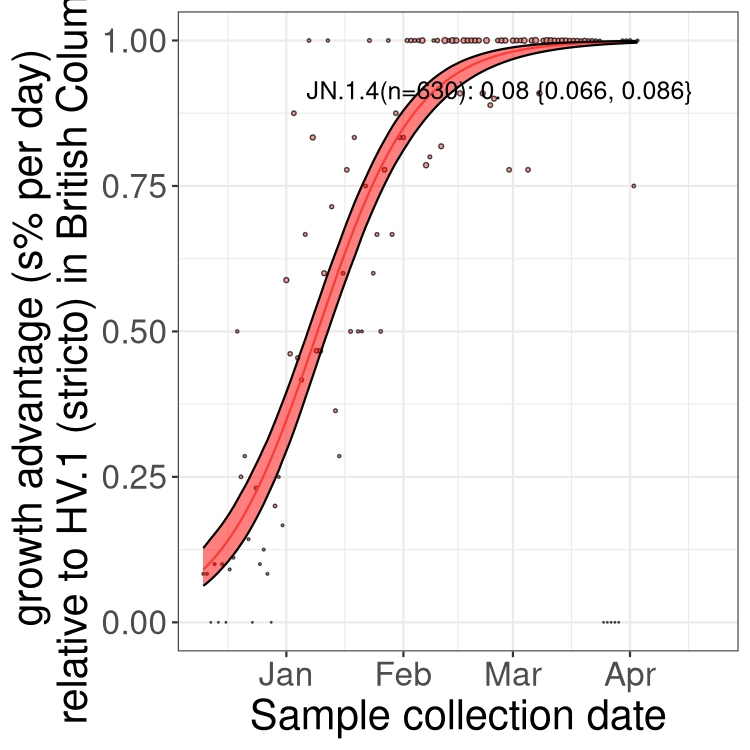 growth advantage (s% per day)
relative to HV.1 (stricto) in British Colum
1.00
0.75
0.50
0.25
0.00
JN.1.4(n=630): 0.08 {0.066, 0.086}
Jan Feb Mar Apr
Sample collection date